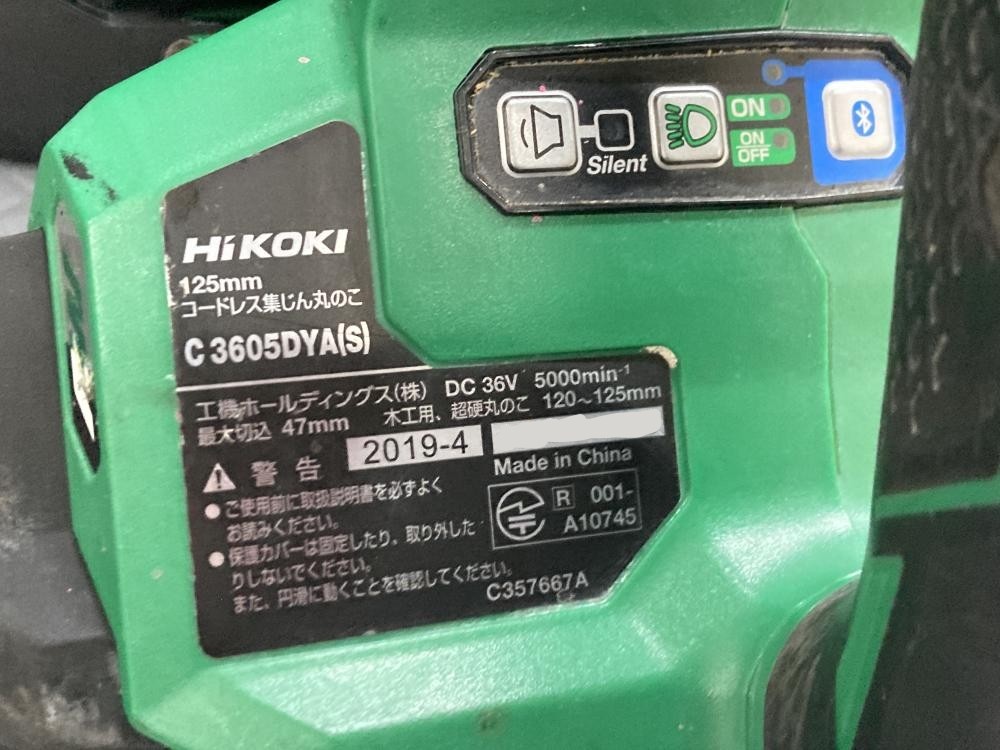 Silent
ON
ON
OFF
HiKOKI
125mm
コードレス集じん丸のこ
C 3605DYA(S)
工機ホールディングス(株) DC 36V 5000min⁻¹
最大切込 47mm 木工用、超硬丸のこ 120～125mm
2019-4
Made in China
警告
R 001-
A10745
●ご使用前に取扱説明書を必ずよく
お読みください。
●保護カバーは固定したり、取り外した
りしないでください。
また、円滑に動くことを確認してください。
C357667A